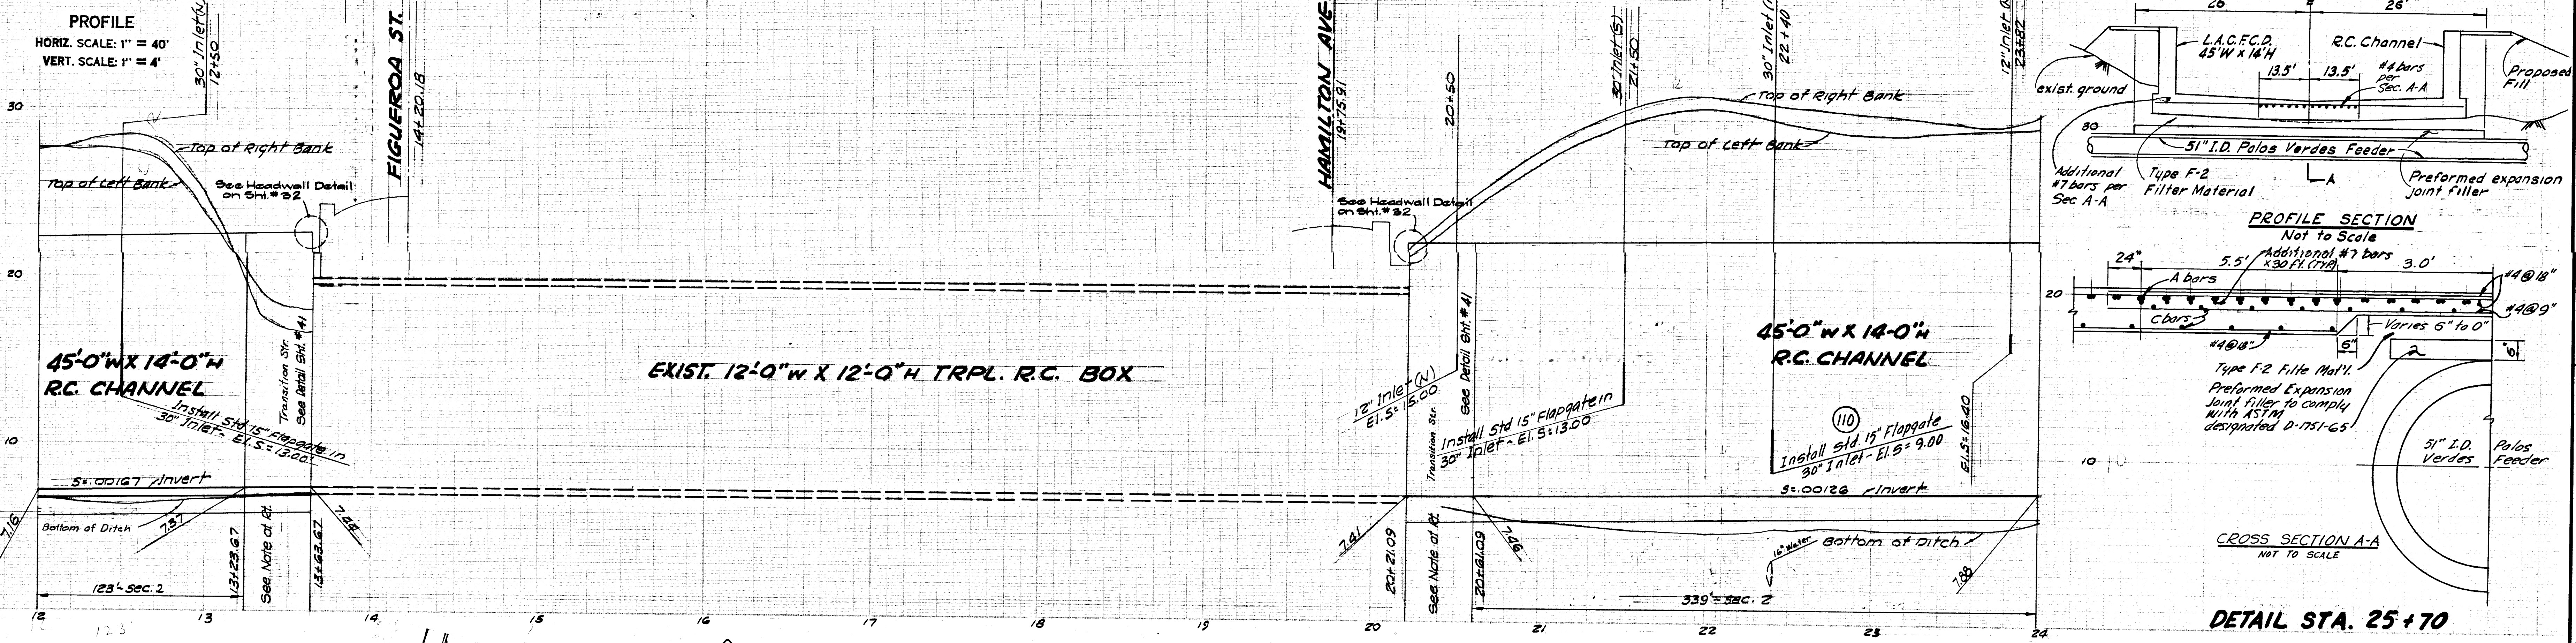 PROFILE
HORIZ. SCALE: 1" = 40'
VERT. SCALE: 1" = 4'
30" Inlet (N)
12+50
FIGUEROA ST.
14+20.18
HAMILTON AVE
19+75.91
20+50
30" Inlet (S)
21+50
30" Inlet
22+40
12" Inlet
23+82
30
20
10
Top of Right Bank
Top of Left Bank
See Headwall Detail
on Sht. #32
See Headwall Detail
on Sht. #32
Top of Right Bank
Top of Left Bank
12
45'-0" W X 14'-0" H
R.C. CHANNEL
Install Std 15" Flapgate in
30" Inlet - El. S = 13.00'
Transition Str.
See Detail Sht. #41
EXIST. 12'-0" W X 12'-0" H TRPL. R.C. BOX
12" Inlet (N)
El. S = 15.00
Transition Str.
See Detail Sht. #41
Install Std 15" Flapgate in
30" Inlet - El. S = 13.00
45'-0" W X 14'-0" H
R.C. CHANNEL
110
Install Std. 15" Flapgate
30" Inlet - El. S = 9.00
El. S = 16.40
S=.00167 Invert
Bottom of Ditch
7.16
7.37
7.44
13+23.67
See Note at Rt.
13+63.67
123'- Sec. 2
7.41
20+21.09
See Note at Rt.
20+61.09
7.46
S=.00126 Invert
16" Water
Bottom of Ditch
7.88
339'- Sec. 2
12 13 14 15 16 17 18 19 20 21 22 23 24
123
26' 26'
L.A.C.F.C.D.
45'W X 14'H
R.C. Channel
13.5' 13.5'
#4 bars
per
Sec. A-A
Proposed
Fill
exist. ground
30
51" I.D. Palos Verdes Feeder
Additional
#7 bars per
Sec A-A
Type F-2
Filter Material
A
Preformed expansion
joint filler
PROFILE SECTION
Not to Scale
24"
5.5'
Additional #7 bars
x 30 ft. (TYP.)
3.0'
#4@18"
A bars
20
#4@9"
C bars
Varies 6" to 0"
#4@18"
6"
2
6"
Type F-2 Filte Mat'l.
Preformed Expansion
Joint filler to comply
with ASTM
designated D-1751-65
51" I.D. Palos
Verdes Feeder
10
10
CROSS SECTION A-A
NOT TO SCALE
DETAIL STA. 25+70